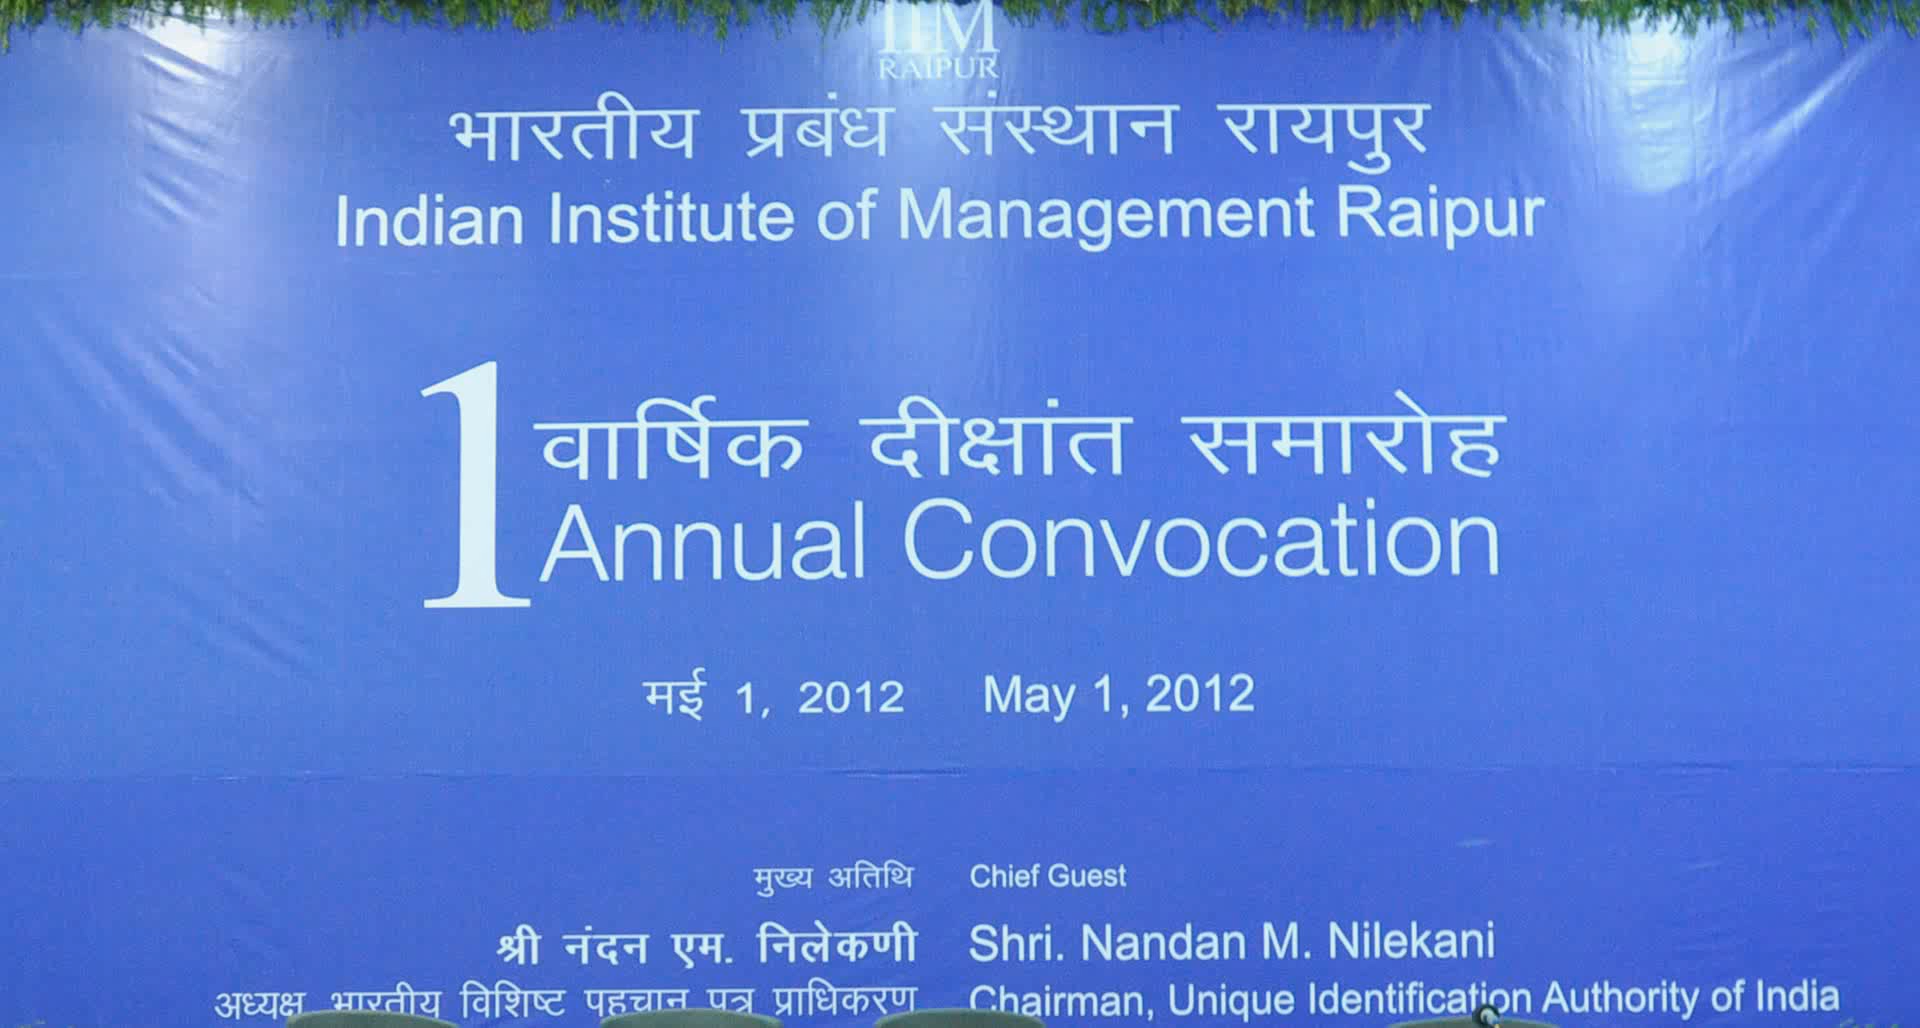 IIM
RAIPUR
भारतीय प्रबंध संस्थान रायपुर
Indian Institute of Management Raipur
1
वार्षिक दीक्षांत समारोह
Annual Convocation
मई 1, 2012 May 1, 2012
मुख्य अतिथि Chief Guest
श्री नंदन एम. निलेकणी Shri. Nandan M. Nilekani
अध्यक्ष भारतीय विशिष्ट पहचान पत्र प्राधिकरण Chairman, Unique Identification Authority of India